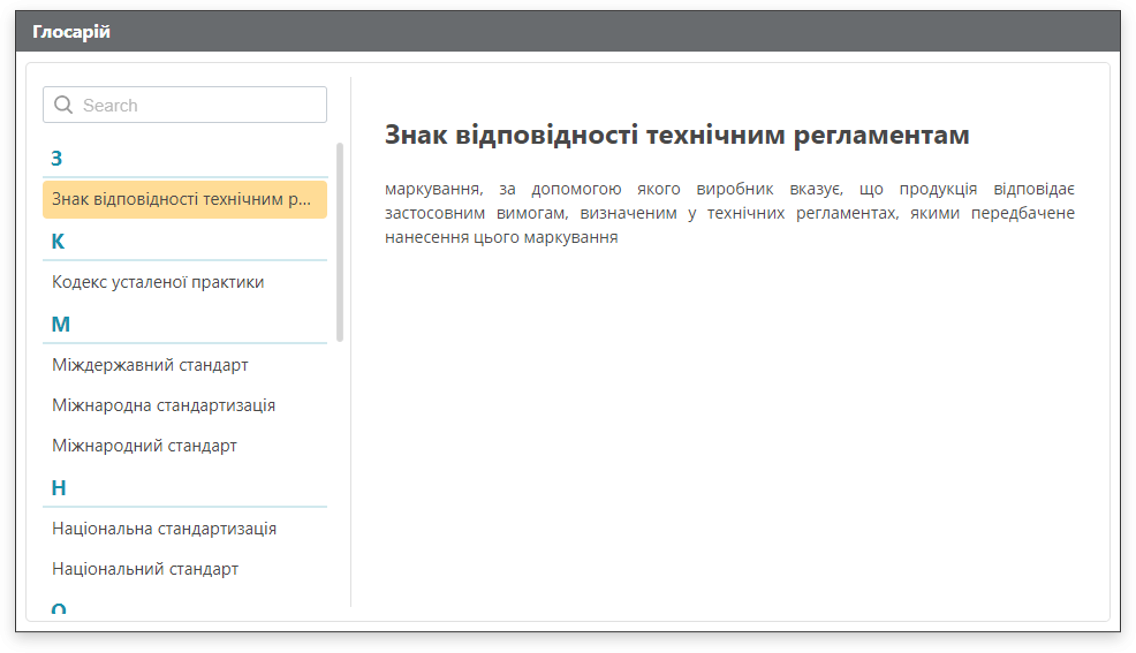 Глосарій
Search
З
Знак відповідності технічним р...
К
Кодекс усталеної практики
М
Міждержавний стандарт
Міжнародна стандартизація
Міжнародний стандарт
Н
Національна стандартизація
Національний стандарт
О
Знак відповідності технічним регламентам
маркування, за допомогою якого виробник вказує, що продукція відповідає
застосовним вимогам, визначеним у технічних регламентах, якими передбачене
нанесення цього маркування